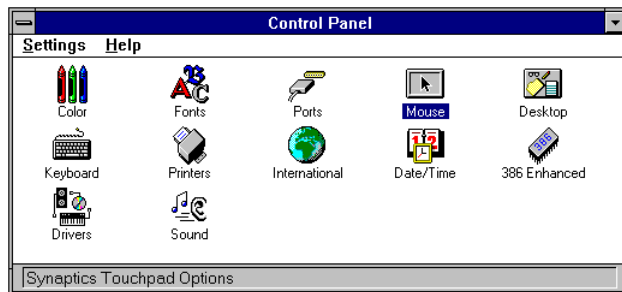 Control Panel
Settings Help
Color Fonts Ports Mouse Desktop
Keyboard Printers International Date/Time 386 Enhanced
Drivers Sound
Synaptics Touchpad Options